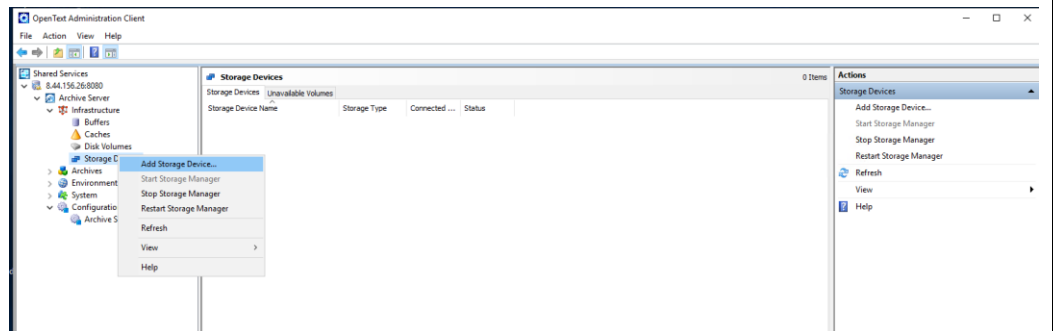 OpenText Administration Client
File Action View Help
Shared Services
8.44.156.26:8080
Archive Server
Infrastructure
Buffers
Caches
Disk Volumes
Storage D
Archives
Environment
System
Configuratio
Archive S
Add Storage Device...
Start Storage Manager
Stop Storage Manager
Restart Storage Manager
Refresh
View
Help
Storage Devices 0 Items
Storage Devices Unavailable Volumes
Storage Device Name Storage Type Connected ... Status
Actions
Storage Devices
Add Storage Device...
Start Storage Manager
Stop Storage Manager
Restart Storage Manager
Refresh
View
Help